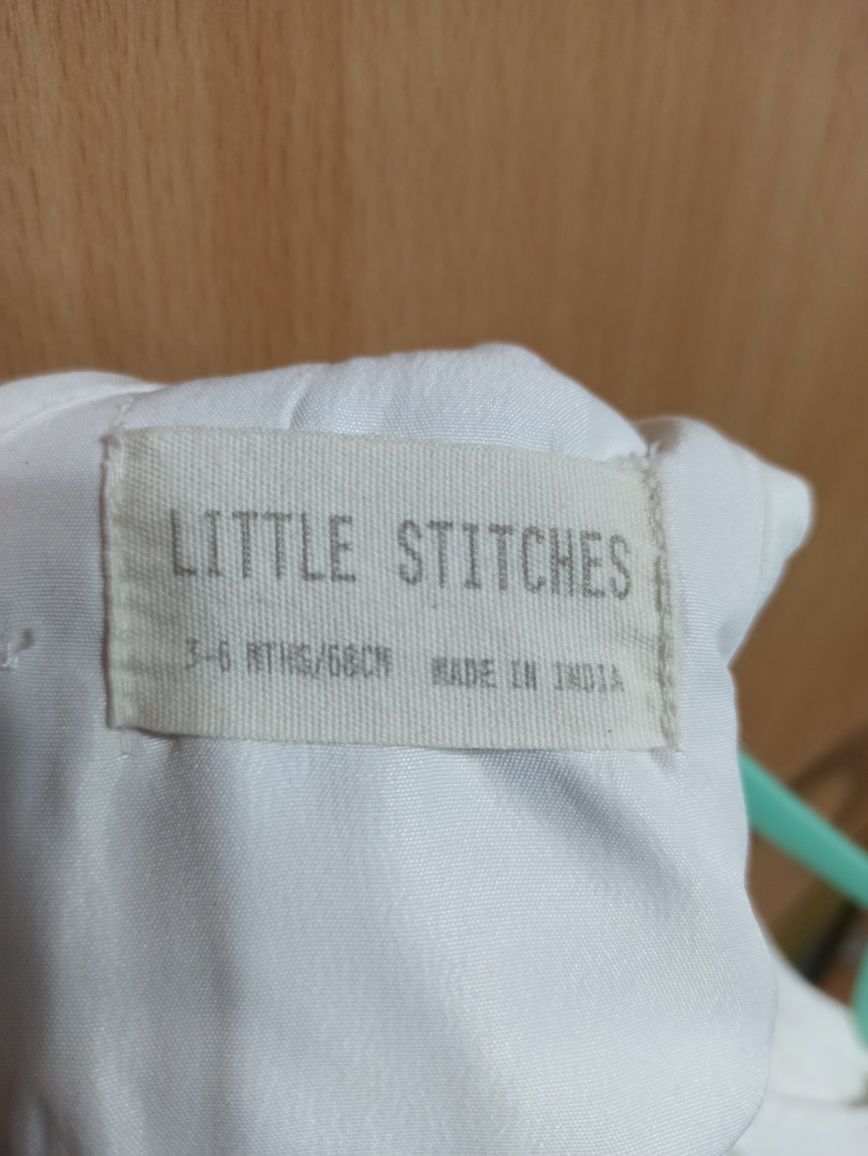 LITTLE STITCHES
3-6 MTHS/68CM MADE IN INDIA